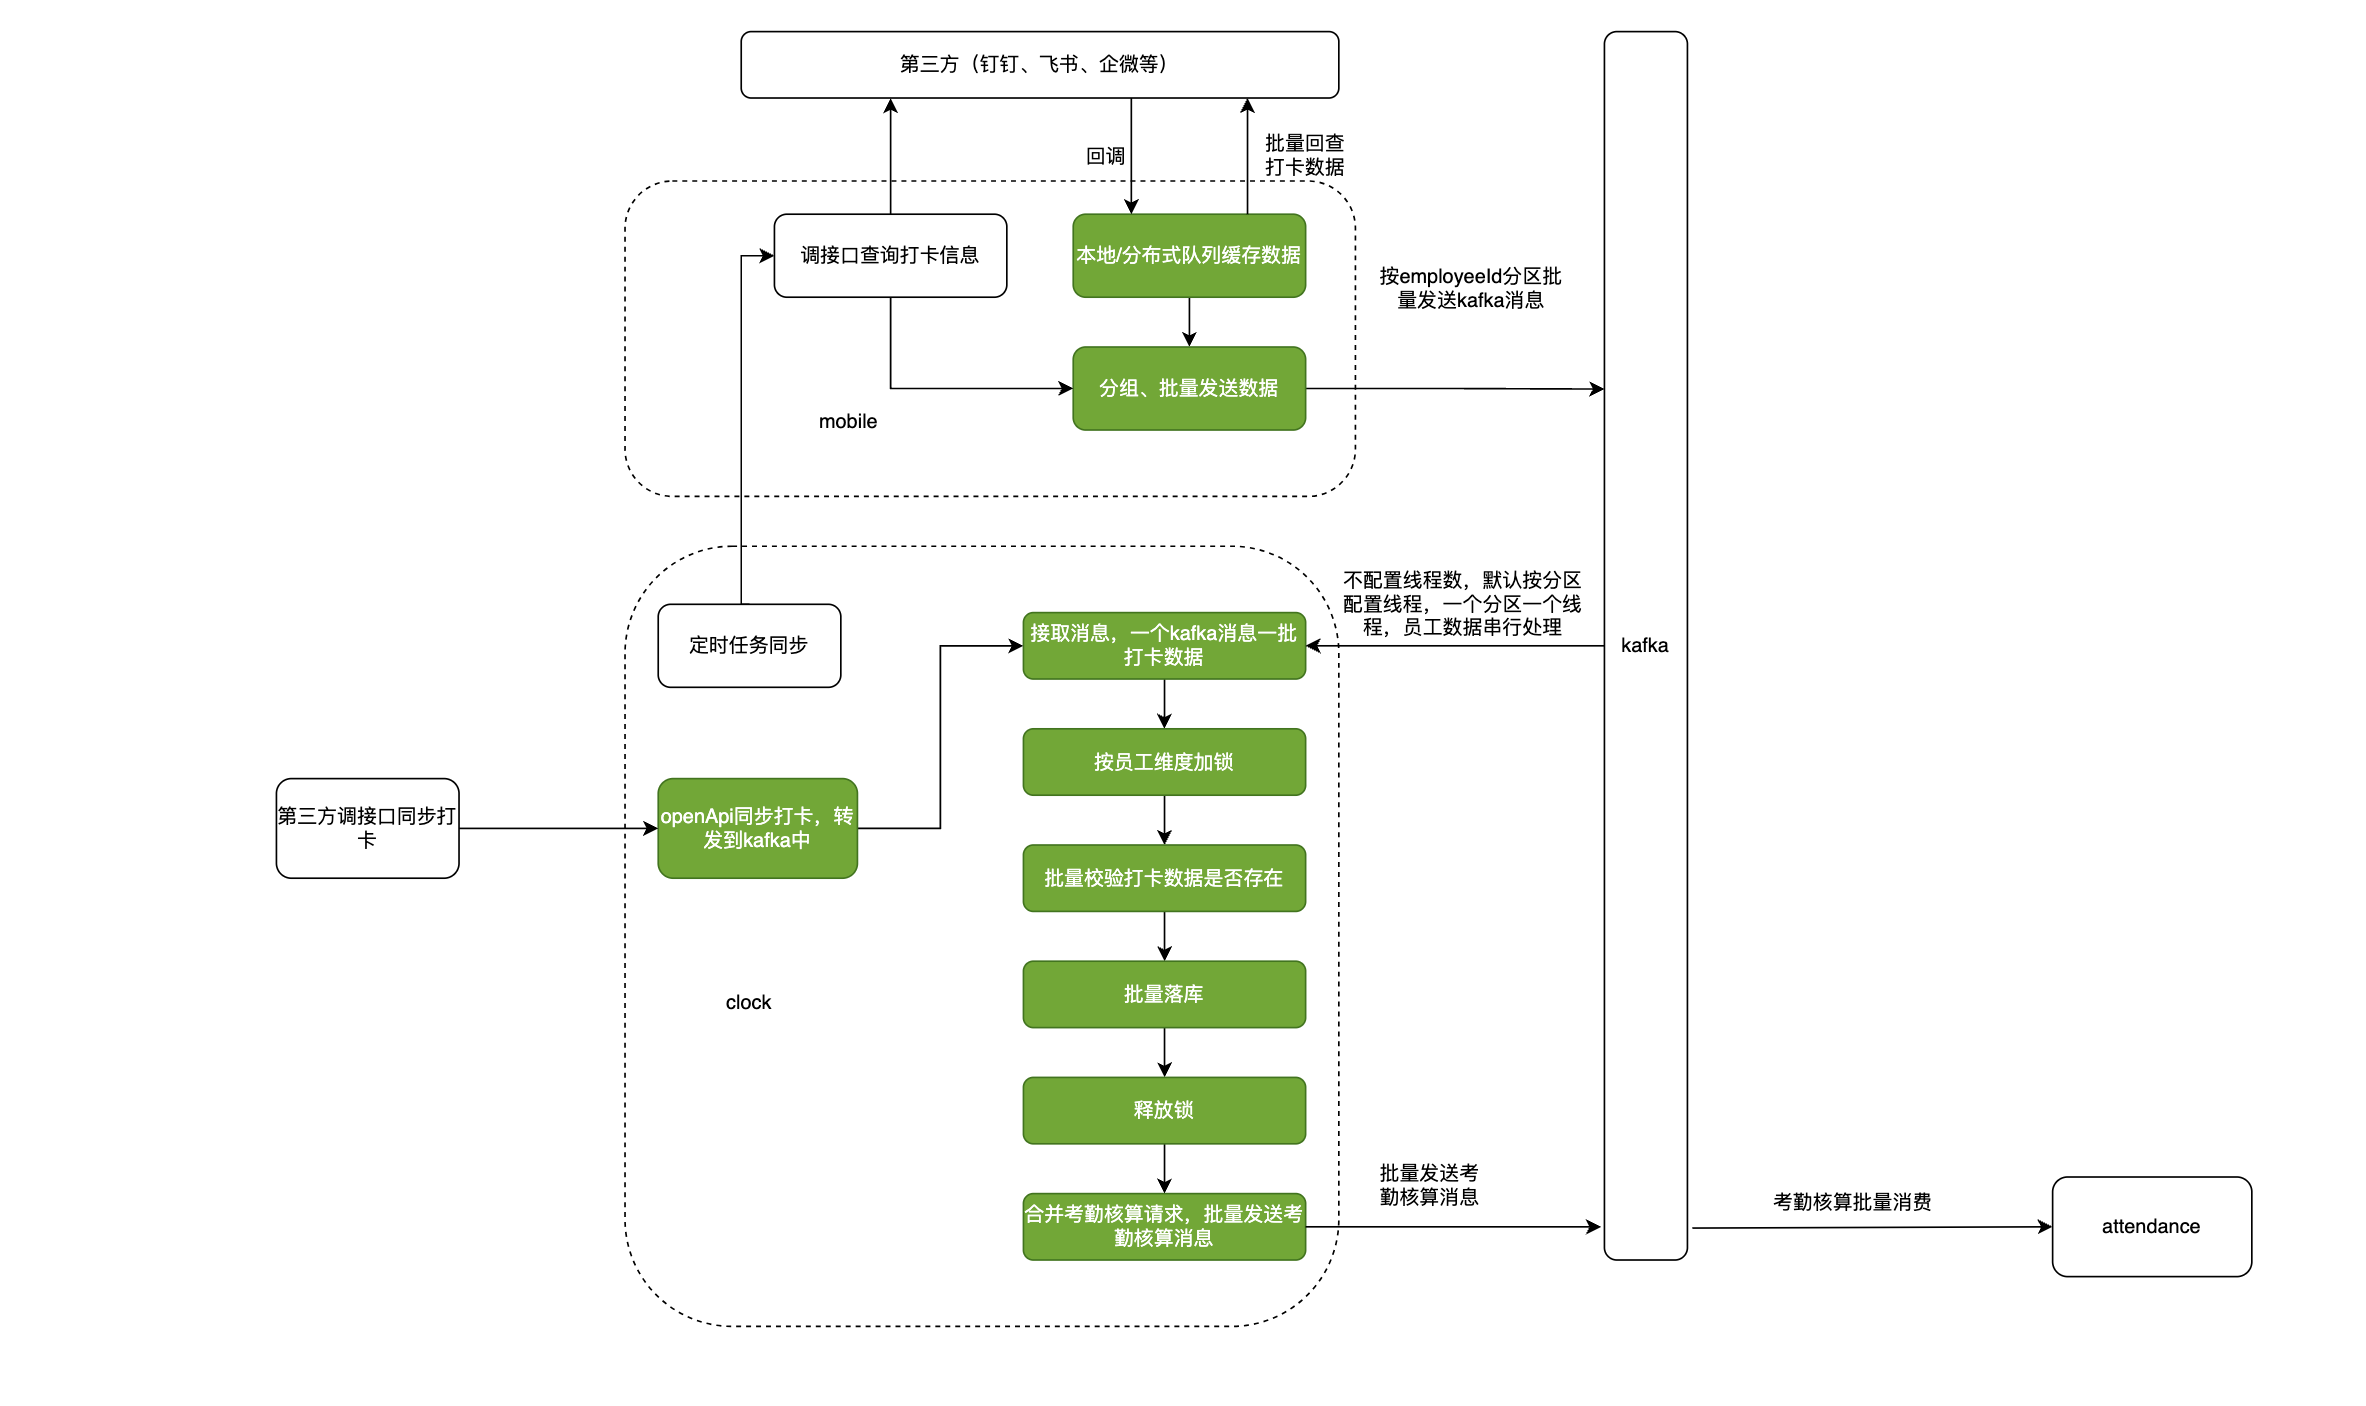 第三方（钉钉、飞书、企微等）
回调
批量回查
打卡数据
调接口查询打卡信息
本地/分布式队列缓存数据
按employeeId分区批
量发送kafka消息
分组、批量发送数据
mobile
不配置线程数，默认按分区
配置线程，一个分区一个线
程，员工数据串行处理
定时任务同步
接取消息，一个kafka消息一批
打卡数据
kafka
按员工维度加锁
第三方调接口同步打
卡
openApi同步打卡，转
发到kafka中
批量校验打卡数据是否存在
clock
批量落库
释放锁
批量发送考
勤核算消息
合并考勤核算请求，批量发送考
勤核算消息
考勤核算批量消费
attendance